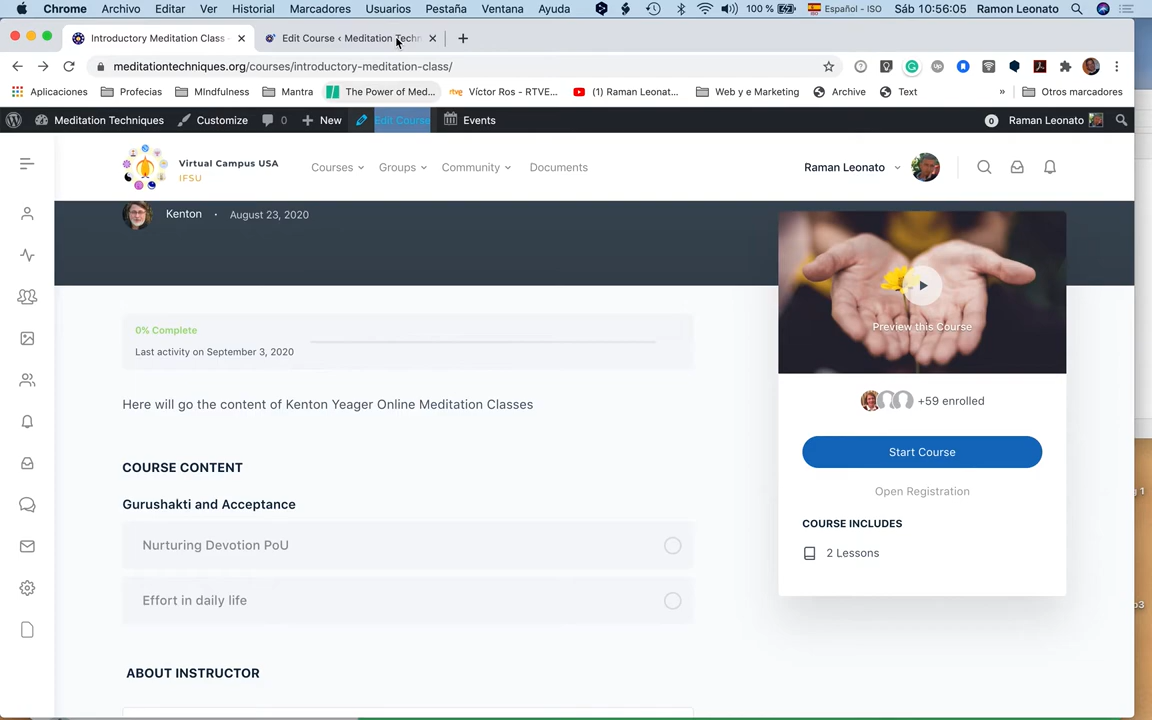 Chrome Archivo Editar Ver Historial Marcadores Usuarios Pestaña Ventana Ayuda 100 % Español - ISO Sáb 10:56:05 Ramon Leonato
Introductory Meditation Class Edit Course ‹ Meditation Techn
meditationtechniques.org/courses/introductory-meditation-class/
Aplicaciones Profecias MIndfulness Mantra The Power of Med... rtve Víctor Ros - RTVE... (1) Raman Leonat... Web y e Marketing Archive Text » Otros marcadores
Meditation Techniques Customize 0 New Edit Course Events 0 Raman Leonato
Virtual Campus USA
IFSU
Courses Groups Community Documents Raman Leonato
Kenton · August 23, 2020
Preview this Course
0% Complete
Last activity on September 3, 2020
+59 enrolled
Here will go the content of Kenton Yeager Online Meditation Classes
Start Course
Open Registration
COURSE CONTENT
Gurushakti and Acceptance
COURSE INCLUDES
Nurturing Devotion PoU
2 Lessons
Effort in daily life
ABOUT INSTRUCTOR